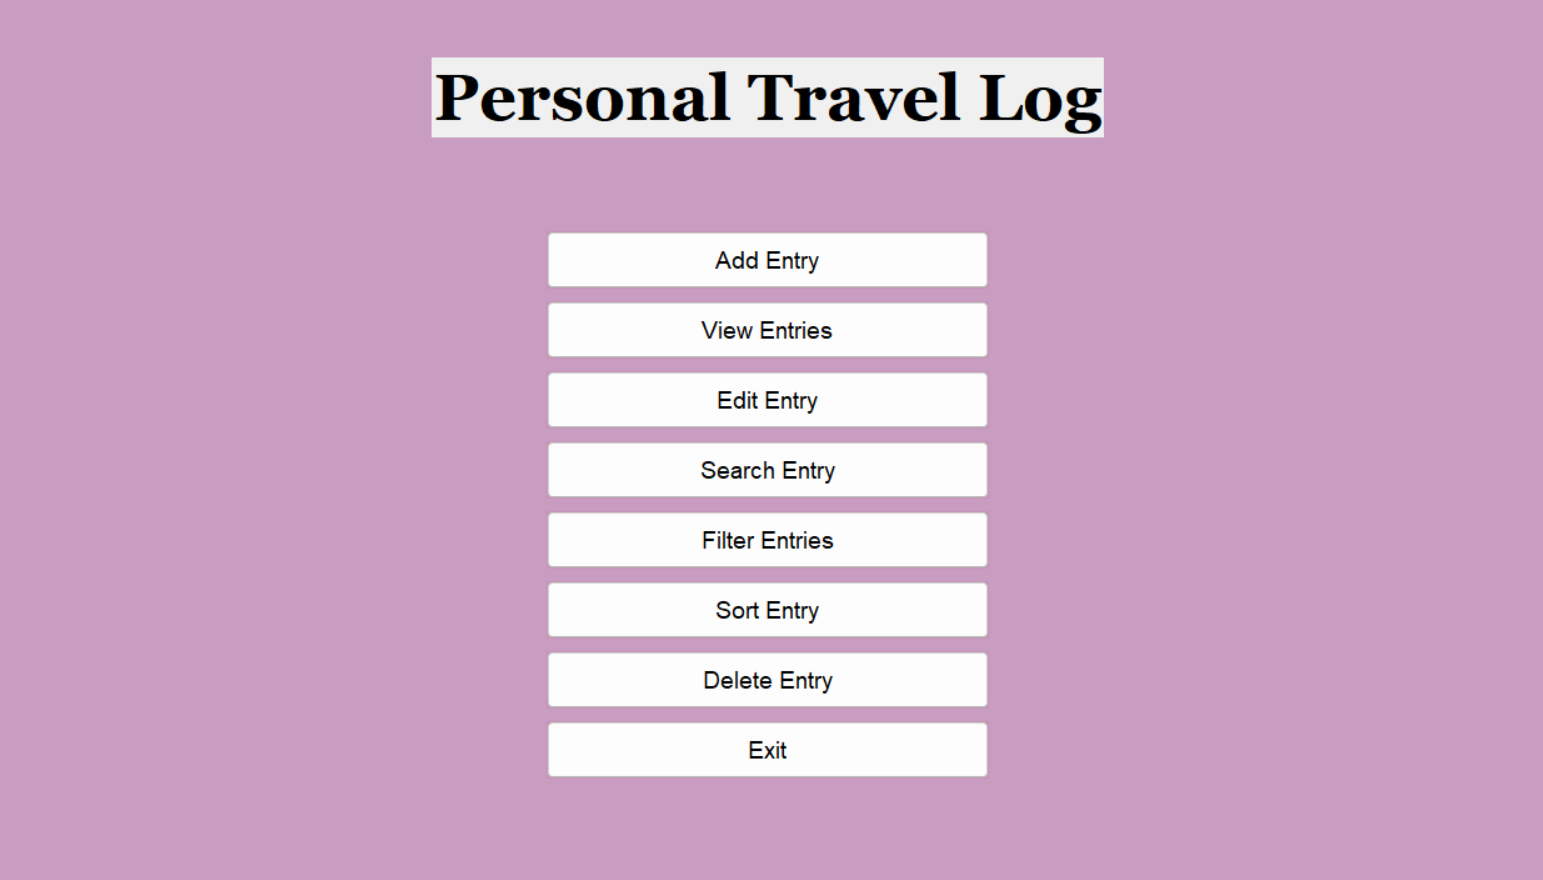 Personal Travel Log
Add Entry
View Entries
Edit Entry
Search Entry
Filter Entries
Sort Entry
Delete Entry
Exit